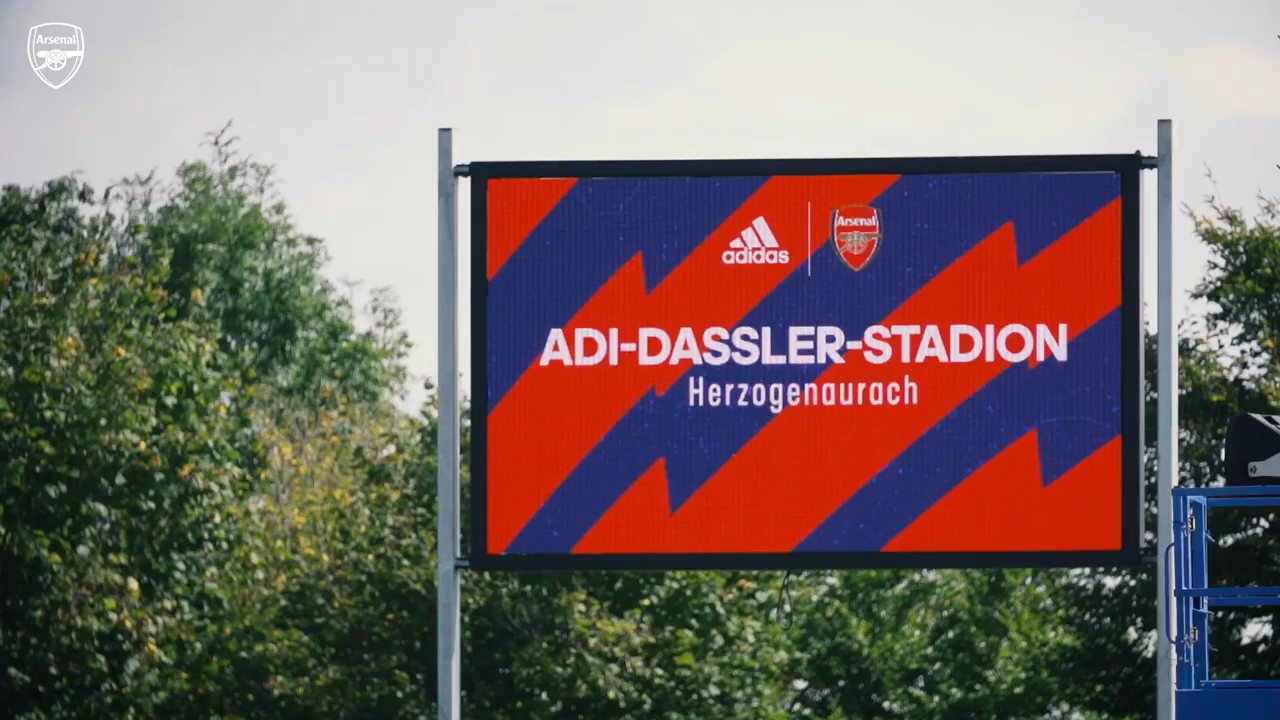 Arsenal
adidas
Arsenal
ADI-DASSLER-STADION
Herzogenaurach